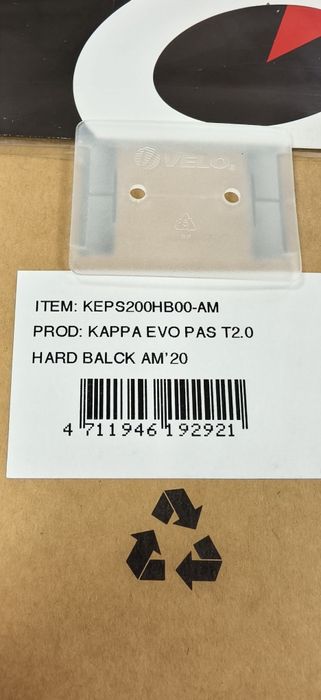 VELO®
ITEM: KEPS200HB00-AM
PROD: KAPPA EVO PAS T2.0
HARD BALCK AM'20
4 711946 192921